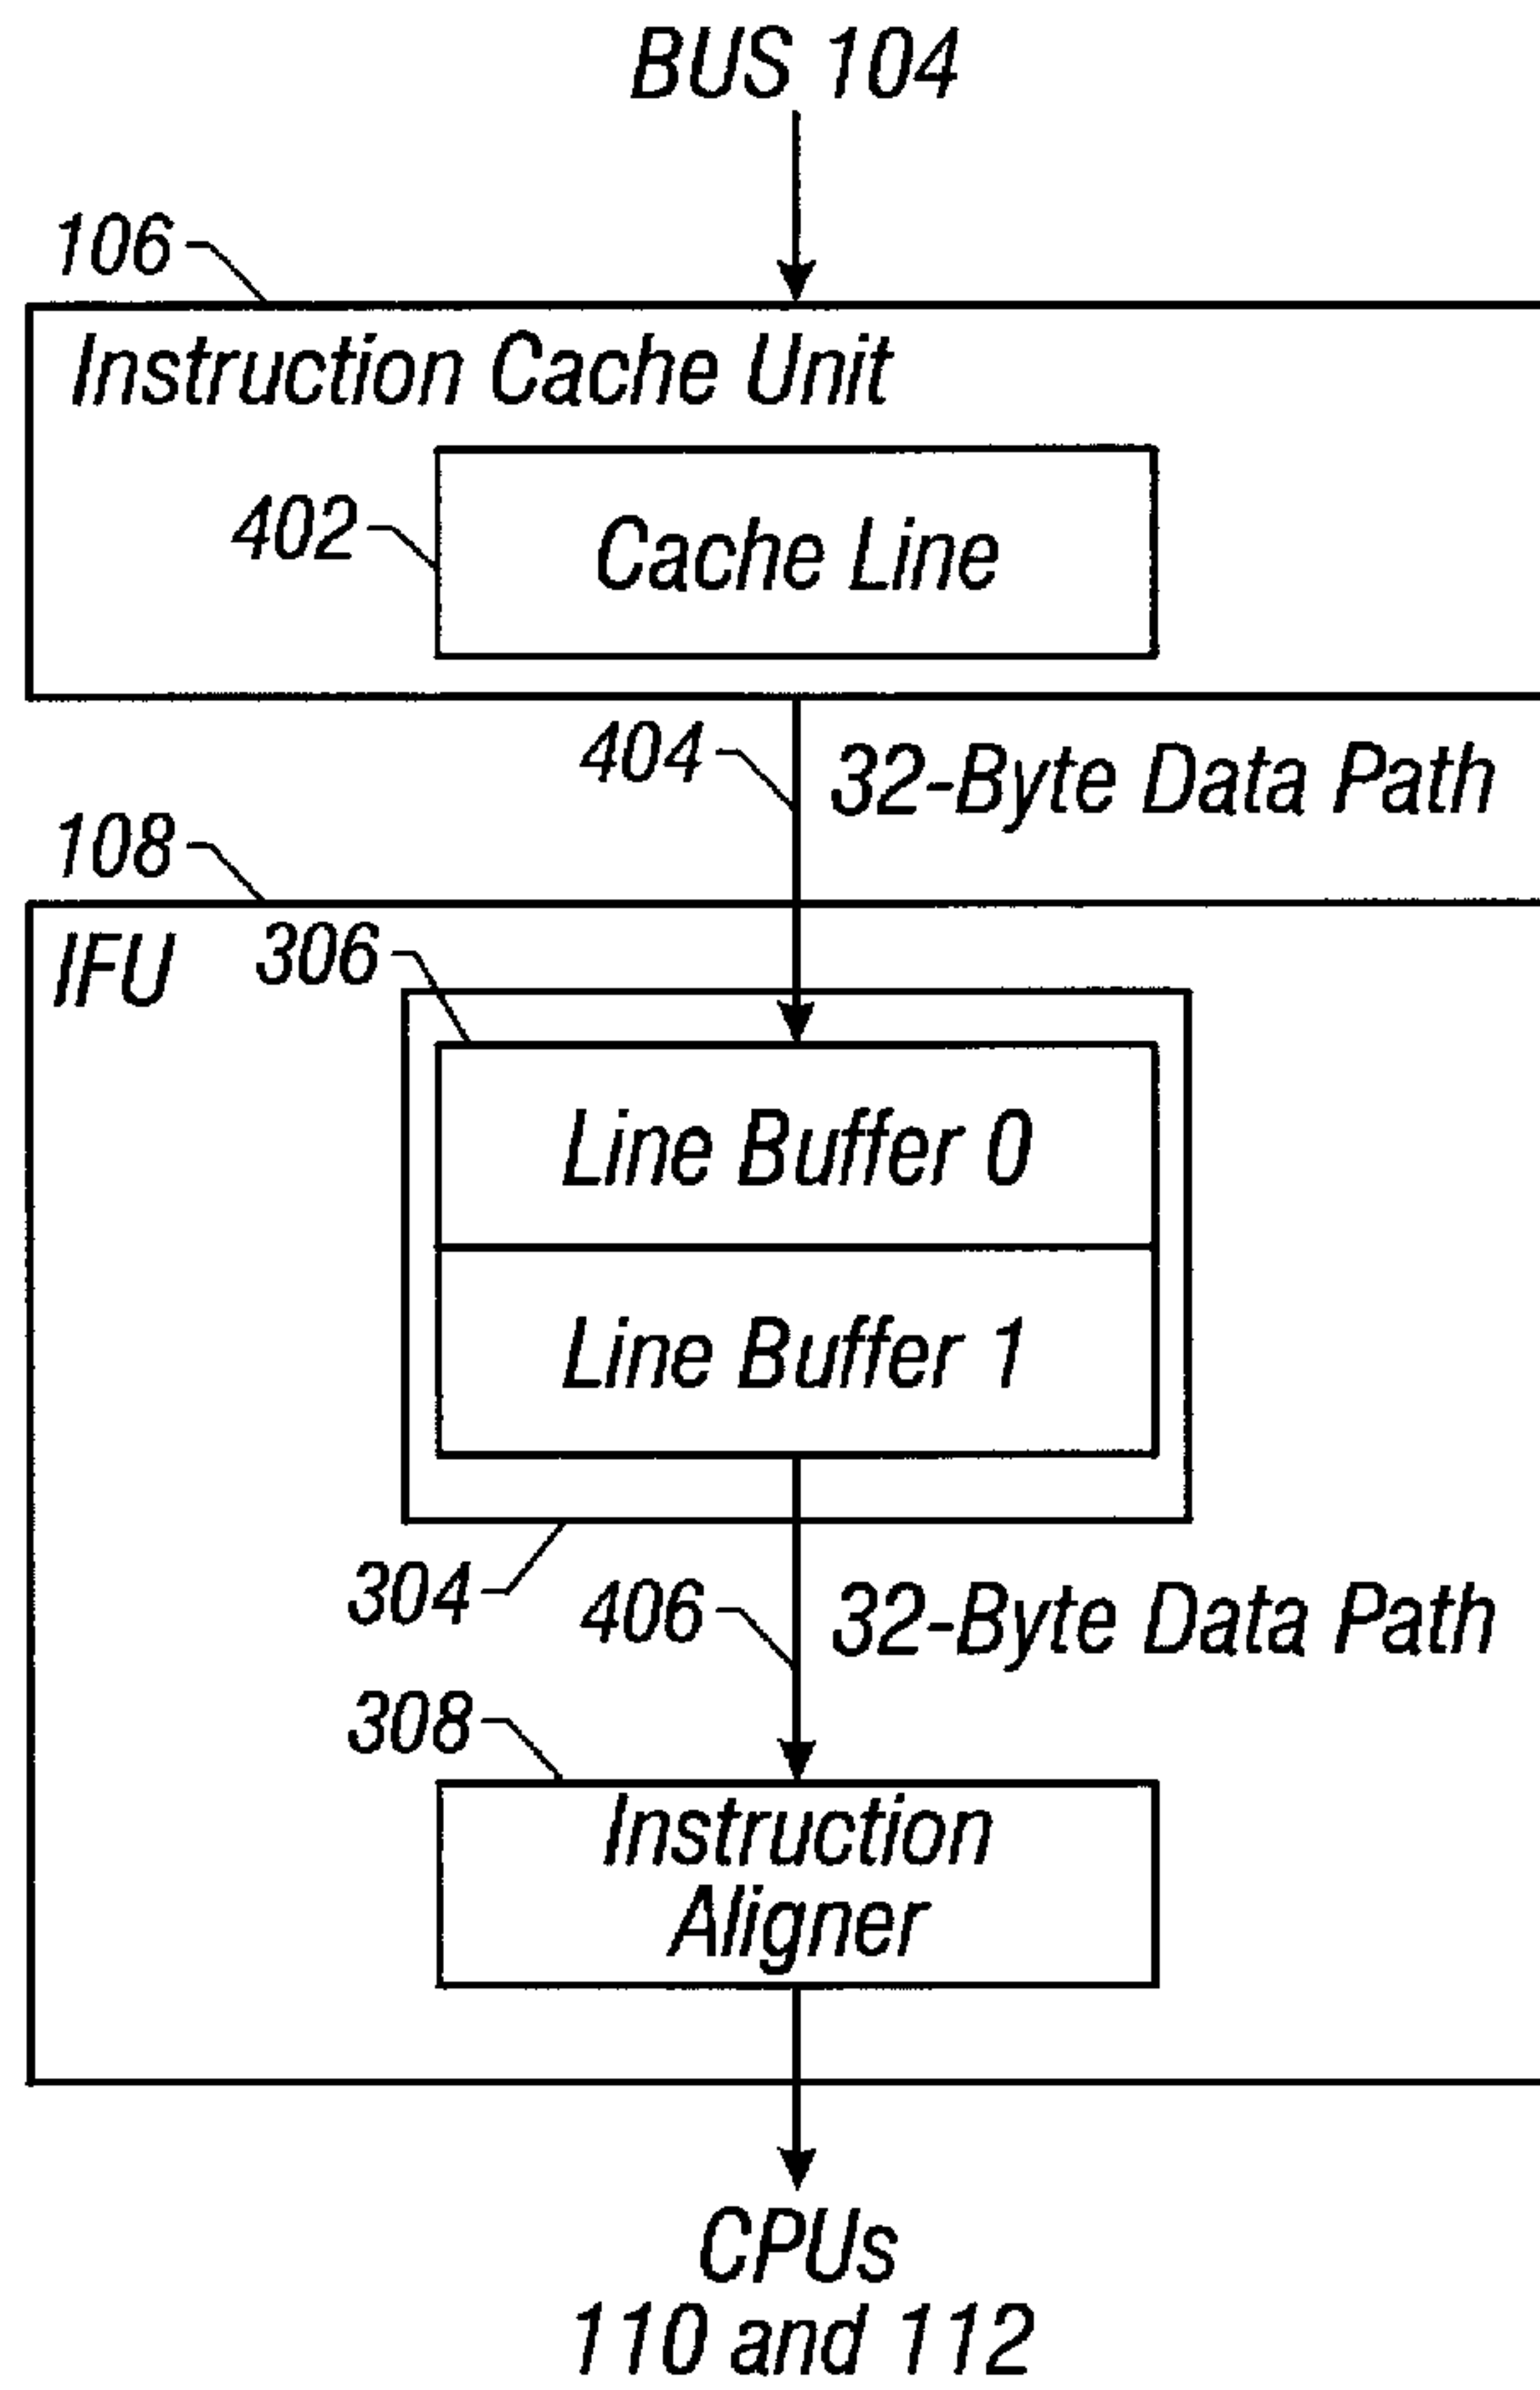 BUS 104
106
Instruction Cache Unit
402
Cache Line
404
32-Byte Data Path
108
IFU
306
Line Buffer 0
Line Buffer 1
304
406
32-Byte Data Path
308
Instruction
Aligner
CPUs
110 and 112